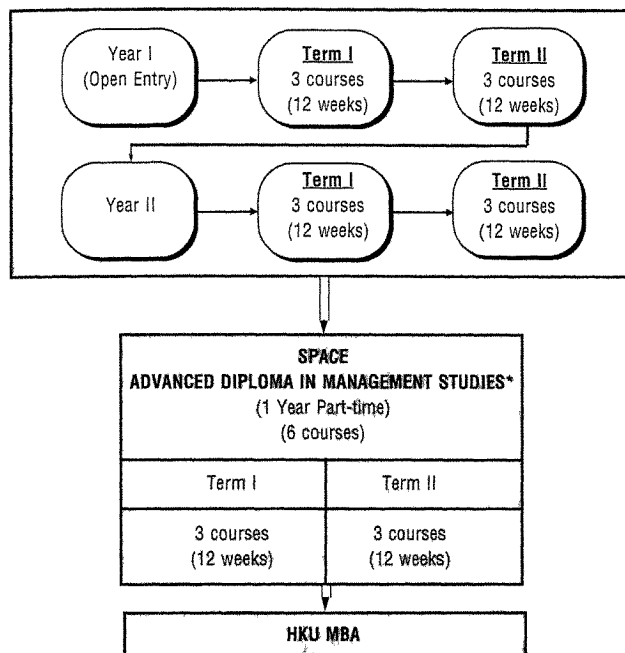 Year I
(Open Entry)
Term I
3 courses
(12 weeks)
Term II
3 courses
(12 weeks)
Year II
Term I
3 courses
(12 weeks)
Term II
3 courses
(12 weeks)
SPACE
ADVANCED DIPLOMA IN MANAGEMENT STUDIES*
(1 Year Part-time)
(6 courses)
Term I
Term II
3 courses
(12 weeks)
3 courses
(12 weeks)
HKU MBA